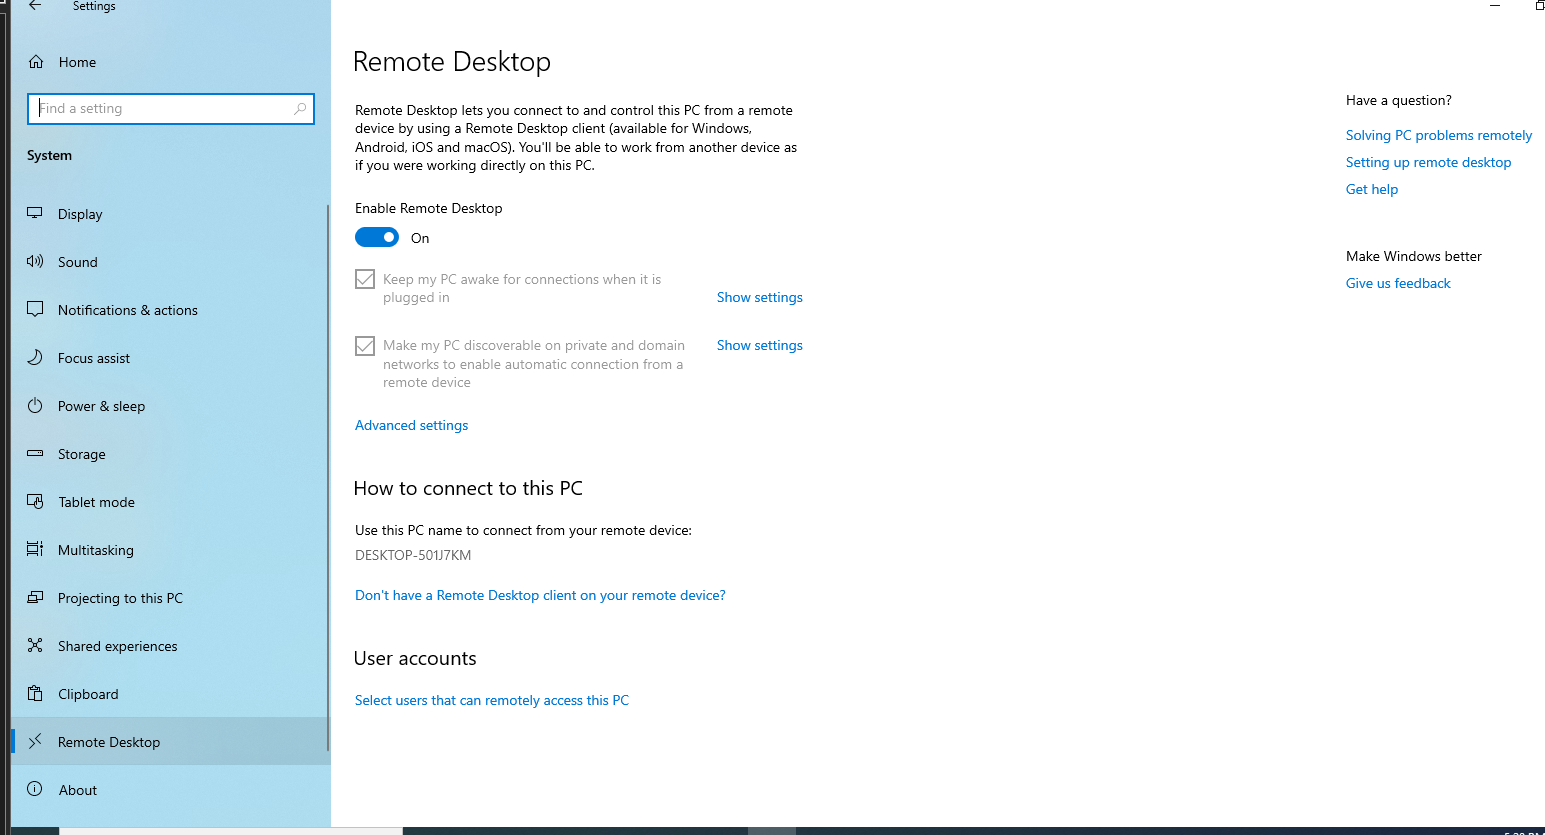 Settings
Home
Find a setting
System
Display
Sound
Notifications & actions
Focus assist
Power & sleep
Storage
Tablet mode
Multitasking
Projecting to this PC
Shared experiences
Clipboard
Remote Desktop
About
Remote Desktop
Remote Desktop lets you connect to and control this PC from a remote
device by using a Remote Desktop client (available for Windows,
Android, iOS and macOS). You'll be able to work from another device as
if you were working directly on this PC.
Enable Remote Desktop
On
Keep my PC awake for connections when it is
plugged in
Show settings
Make my PC discoverable on private and domain
networks to enable automatic connection from a
remote device
Show settings
Advanced settings
How to connect to this PC
Use this PC name to connect from your remote device:
DESKTOP-501J7KM
Don't have a Remote Desktop client on your remote device?
User accounts
Select users that can remotely access this PC
Have a question?
Solving PC problems remotely
Setting up remote desktop
Get help
Make Windows better
Give us feedback